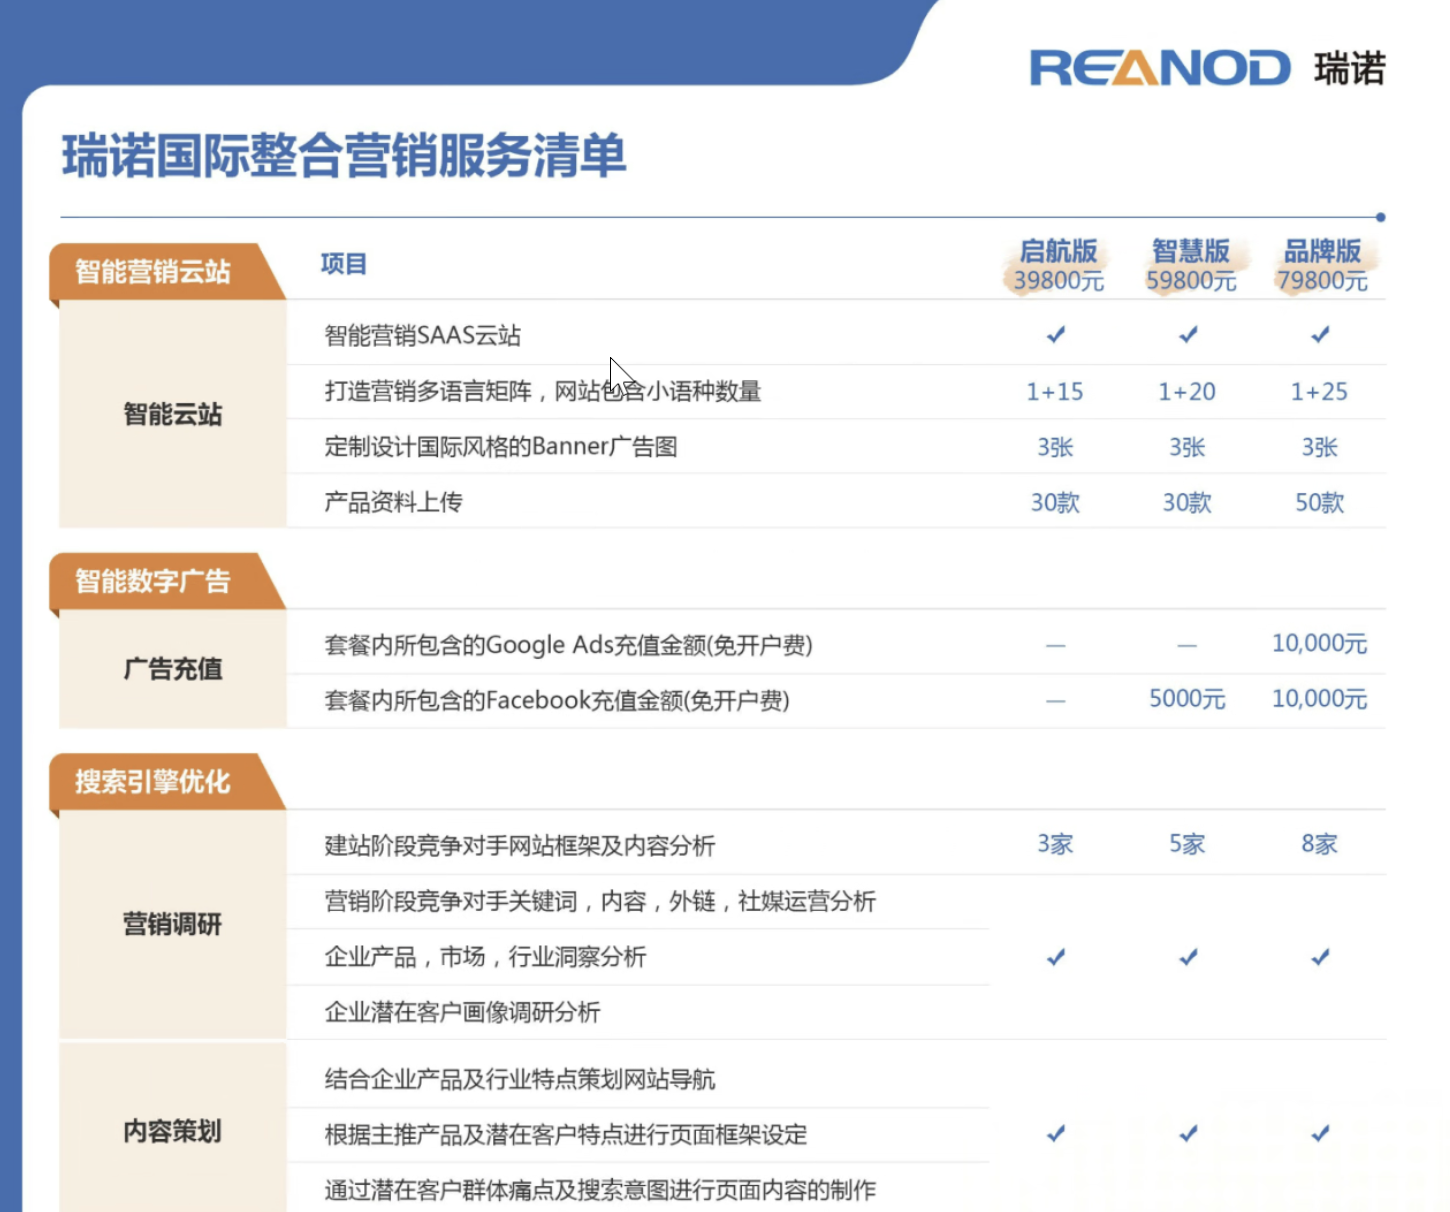 REANOD 瑞诺
瑞诺国际整合营销服务清单
智能营销云站 项目 启航版 智慧版 品牌版
39800元 59800元 79800元
智能云站
智能营销SAAS云站 ✓ ✓ ✓
打造营销多语言矩阵，网站包含小语种数量 1+15 1+20 1+25
定制设计国际风格的Banner广告图 3张 3张 3张
产品资料上传 30款 30款 50款
智能数字广告
广告充值
套餐内所包含的Google Ads充值金额(免开户费) — — 10,000元
套餐内所包含的Facebook充值金额(免开户费) — 5000元 10,000元
搜索引擎优化
营销调研
建站阶段竞争对手网站框架及内容分析 3家 5家 8家
营销阶段竞争对手关键词，内容，外链，社媒运营分析
企业产品，市场，行业洞察分析 ✓ ✓ ✓
企业潜在客户画像调研分析
内容策划
结合企业产品及行业特点策划网站导航
根据主推产品及潜在客户特点进行页面框架设定 ✓ ✓ ✓
通过潜在客户群体痛点及搜索意图进行页面内容的制作